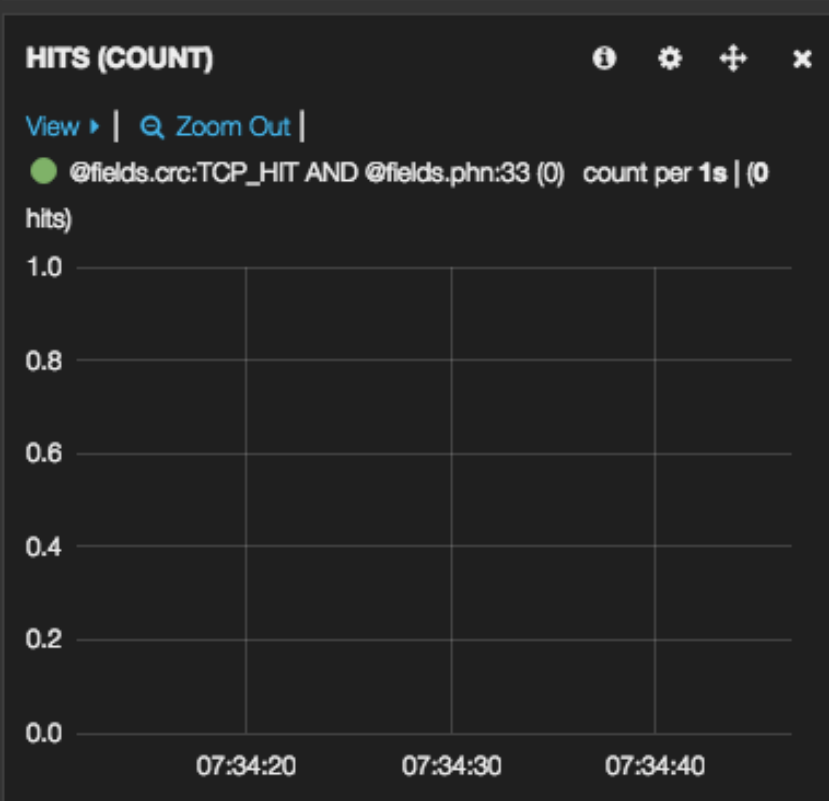 HITS (COUNT)
View | Zoom Out |
@fields.crc:TCP_HIT AND @fields.phn:33 (0) count per 1s | (0
hits)
1.0
0.8
0.6
0.4
0.2
0.0
07:34:20 07:34:30 07:34:40